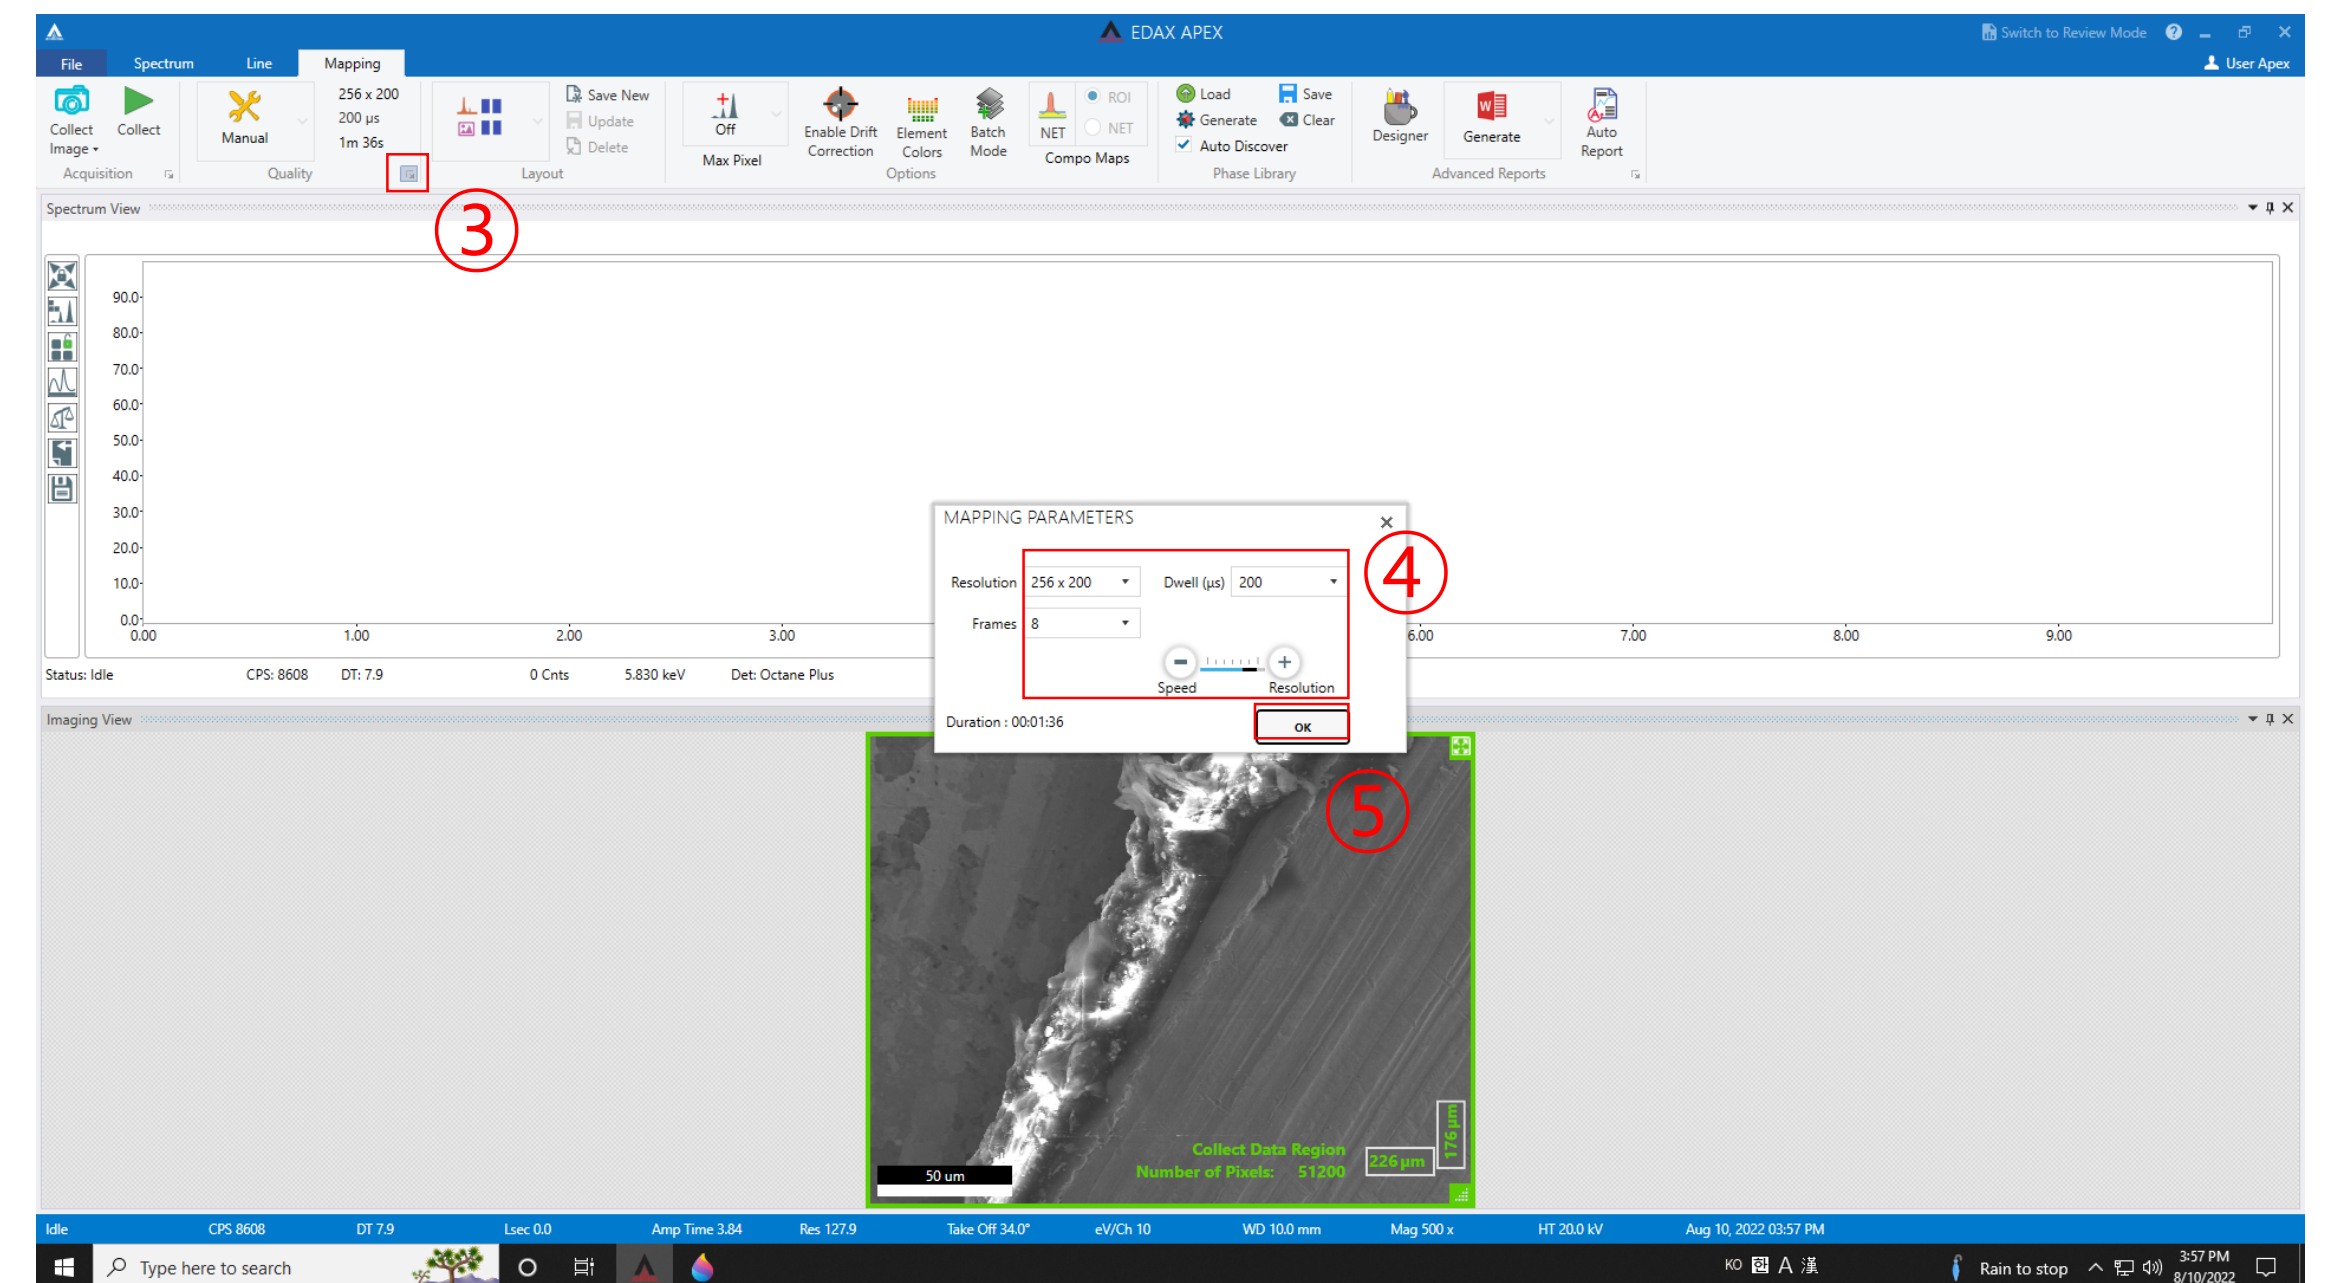 EDAX APEX
Switch to Review Mode
File Spectrum Line Mapping
User Apex
Collect Image
Collect
Manual
256 x 200
200 µs
1m 36s
Save New
Update
Delete
Off
Max Pixel
Enable Drift Correction
Element Colors
Batch Mode
NET
ROI
NET
Compo Maps
Load
Generate
Auto Discover
Save
Clear
Designer
Generate
Auto Report
Acquisition Quality Layout Options Phase Library Advanced Reports
③
Spectrum View
90.0
80.0
70.0
60.0
50.0
40.0
30.0
20.0
10.0
0.0
0.00 1.00 2.00 3.00 6.00 7.00 8.00 9.00
Status: Idle CPS: 8608 DT: 7.9 0 Cnts 5.830 keV Det: Octane Plus
MAPPING PARAMETERS
④
Resolution 256 x 200 Dwell (µs) 200
Frames 8
Speed Resolution
Duration : 00:01:36
OK
⑤
Imaging View
Collect Data Region
Number of Pixels: 51200
226 µm
176 µm
50 um
Idle CPS 8608 DT 7.9 Lsec 0.0 Amp Time 3.84 Res 127.9 Take Off 34.0° eV/Ch 10 WD 10.0 mm Mag 500 x HT 20.0 kV Aug 10, 2022 03:57 PM
Type here to search
KO A 漢
Rain to stop
3:57 PM
8/10/2022